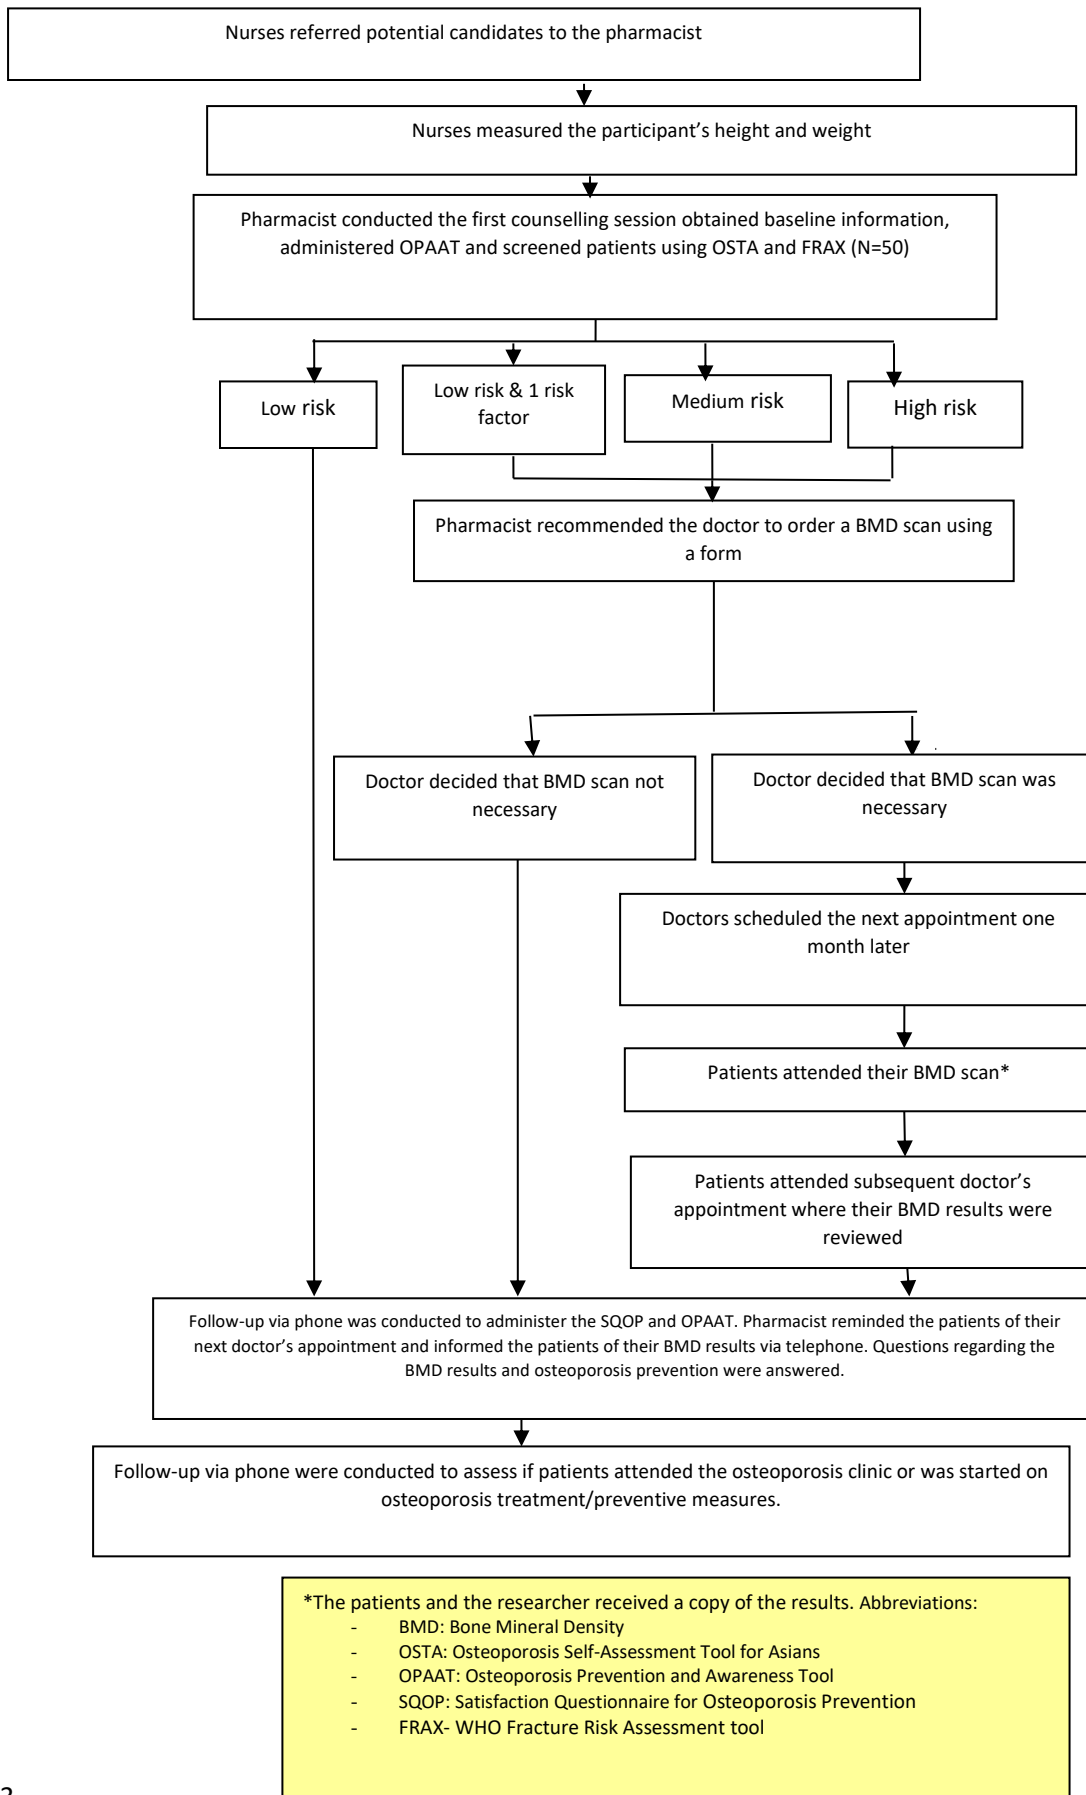 Nurses referred potential candidates to the pharmacist
Nurses measured the participant’s height and weight
Pharmacist conducted the first counselling session obtained baseline information,
administered OPAAT and screened patients using OSTA and FRAX (N=50)
Low risk
Low risk & 1 risk
factor
Medium risk
High risk
Pharmacist recommended the doctor to order a BMD scan using
a form
Doctor decided that BMD scan not
necessary
Doctor decided that BMD scan was
necessary
Doctors scheduled the next appointment one
month later
Patients attended their BMD scan*
Patients attended subsequent doctor’s
appointment where their BMD results were
reviewed
Follow-up via phone was conducted to administer the SQOP and OPAAT. Pharmacist reminded the patients of their
next doctor’s appointment and informed the patients of their BMD results via telephone. Questions regarding the
BMD results and osteoporosis prevention were answered.
Follow-up via phone were conducted to assess if patients attended the osteoporosis clinic or was started on
osteoporosis treatment/preventive measures.
*The patients and the researcher received a copy of the results. Abbreviations:
- BMD: Bone Mineral Density
- OSTA: Osteoporosis Self-Assessment Tool for Asians
- OPAAT: Osteoporosis Prevention and Awareness Tool
- SQOP: Satisfaction Questionnaire for Osteoporosis Prevention
- FRAX- WHO Fracture Risk Assessment tool